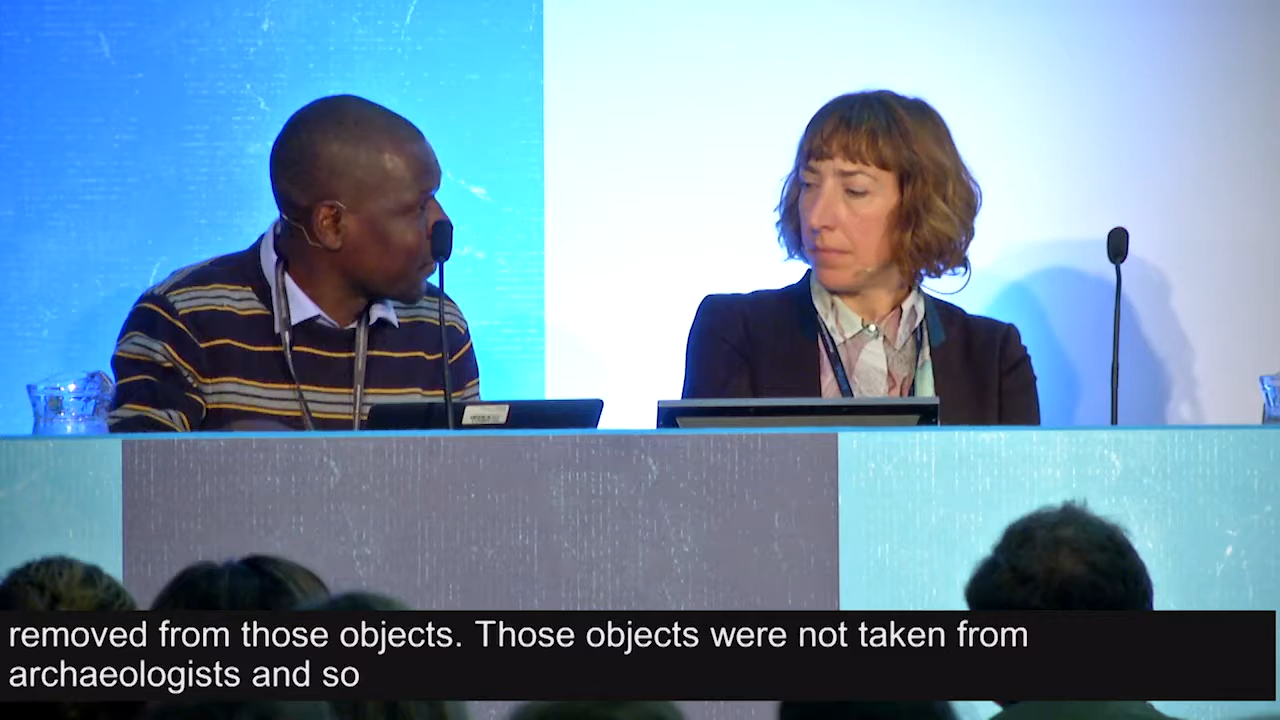 removed from those objects. Those objects were not taken from
archaeologists and so